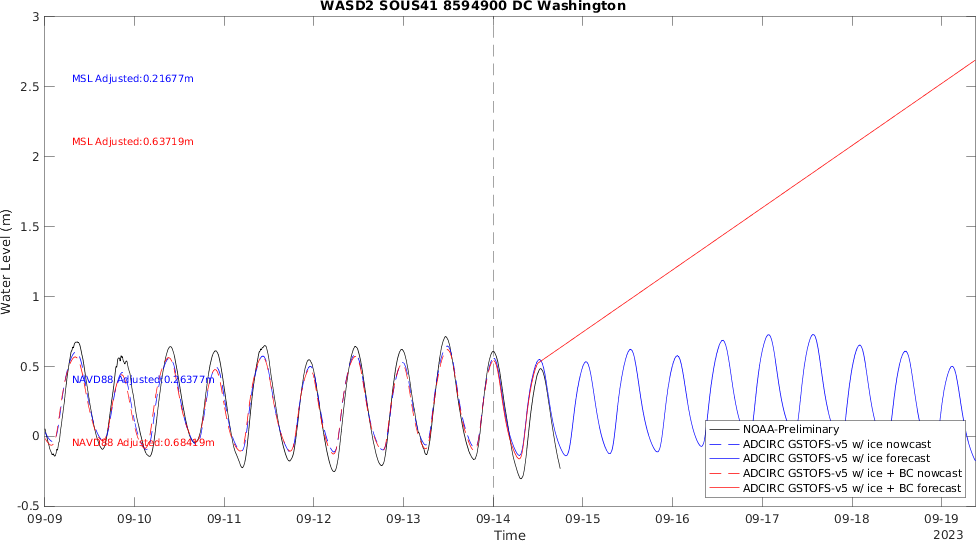 WASD2 SOUS41 8594900 DC Washington
3
2.5
2
1.5
1
0.5
0
-0.5
Water Level (m)
MSL Adjusted:0.21677m
MSL Adjusted:0.63719m
NAVD88 Adjusted:0.26377m
NAVD88 Adjusted:0.68419m
NOAA-Preliminary
ADCIRC GSTOFS-v5 w/ ice nowcast
ADCIRC GSTOFS-v5 w/ ice forecast
ADCIRC GSTOFS-v5 w/ ice + BC nowcast
ADCIRC GSTOFS-v5 w/ ice + BC forecast
09-09 09-10 09-11 09-12 09-13 09-14 09-15 09-16 09-17 09-18 09-19
Time
2023